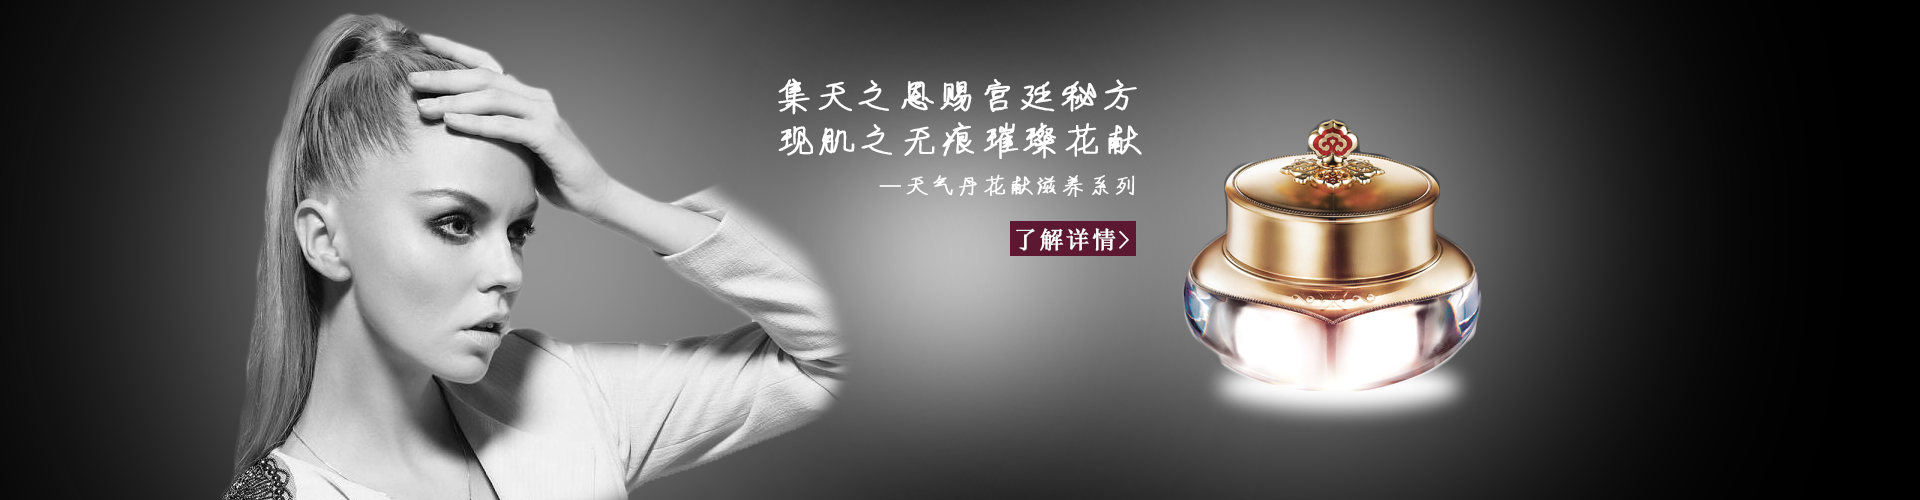 集天之恩赐宫廷秘方
现肌之无痕璀璨花献
—天气丹花献滋养系列
了解详情>